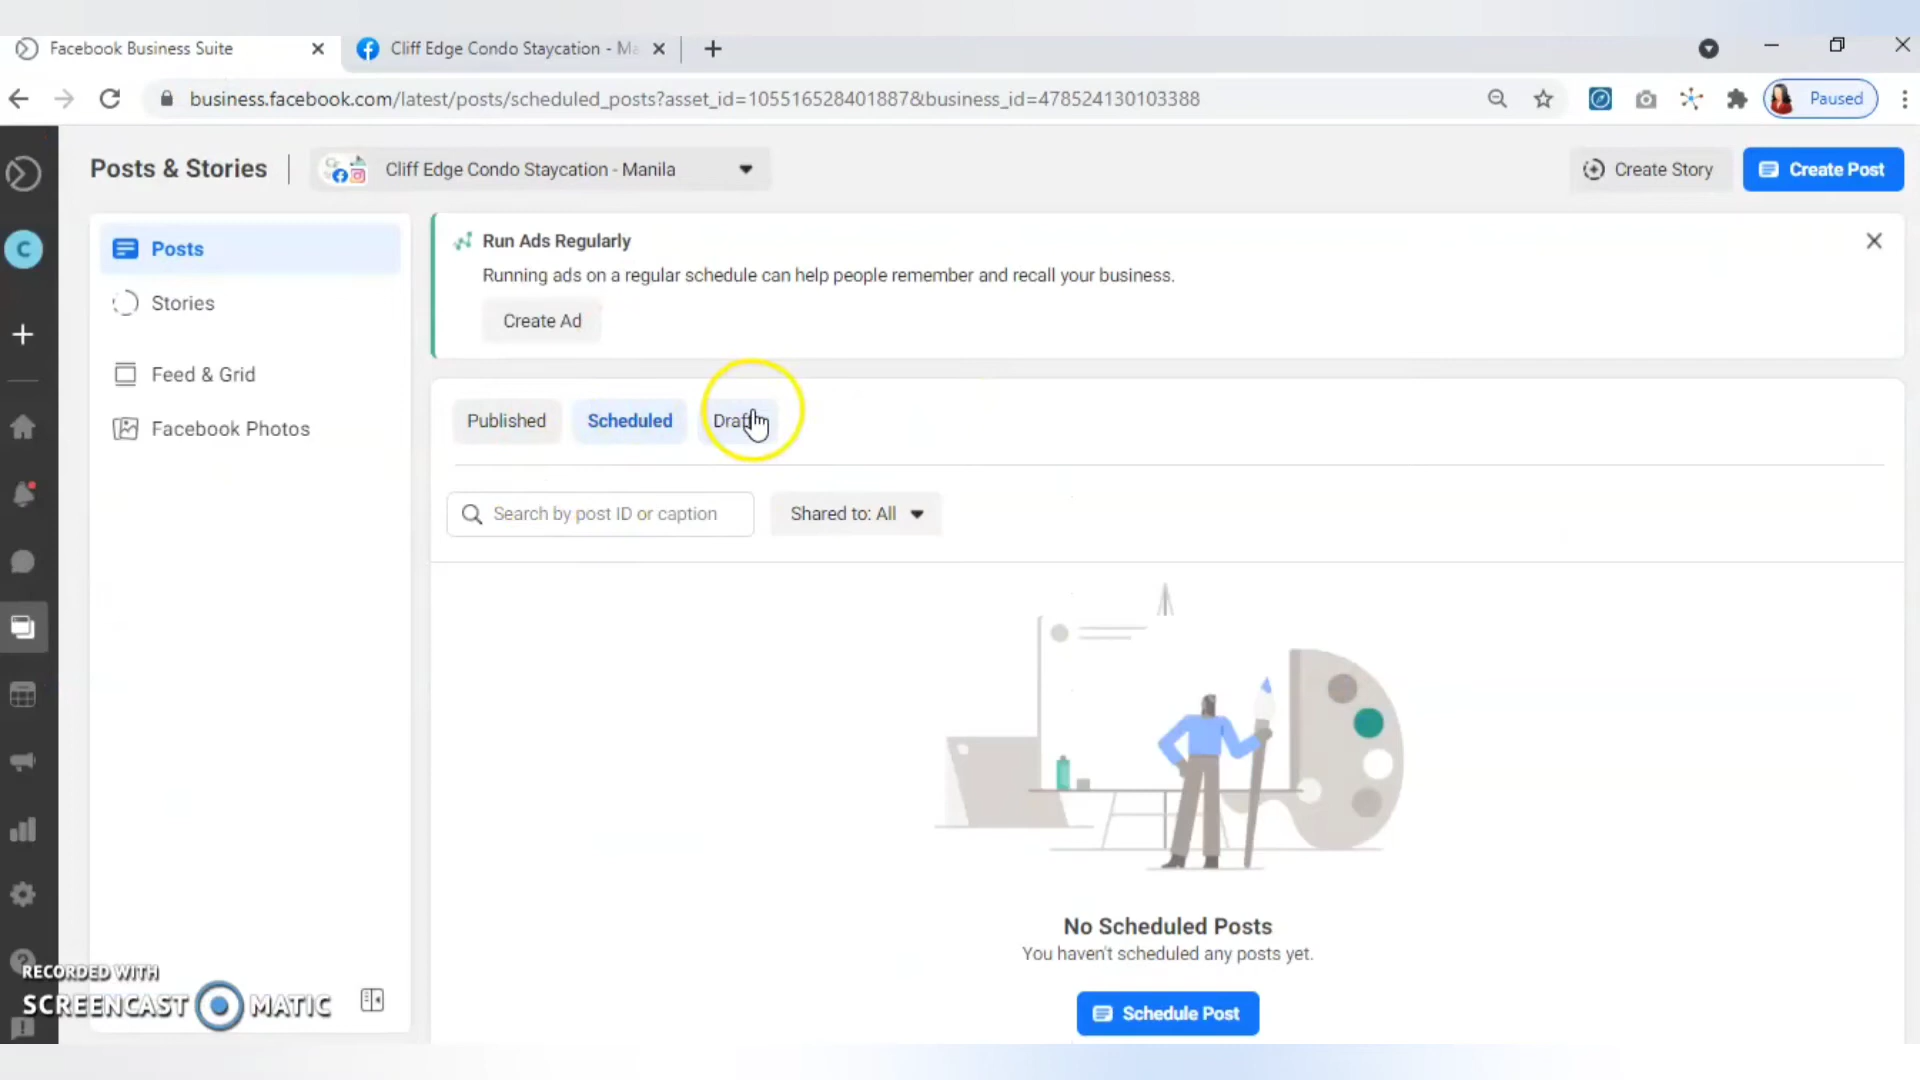 Facebook Business Suite
Cliff Edge Condo Staycation - Ma
business.facebook.com/latest/posts/scheduled_posts?asset_id=105516528401887&business_id=478524130103388
Paused
Posts & Stories
Cliff Edge Condo Staycation - Manila
Create Story
Create Post
C
Posts
Stories
Feed & Grid
Facebook Photos
Run Ads Regularly
Running ads on a regular schedule can help people remember and recall your business.
Create Ad
Published
Scheduled
Search by post ID or caption
Shared to: All
No Scheduled Posts
You haven't scheduled any posts yet.
Schedule Post
RECORDED WITH
SCREENCAST MATIC